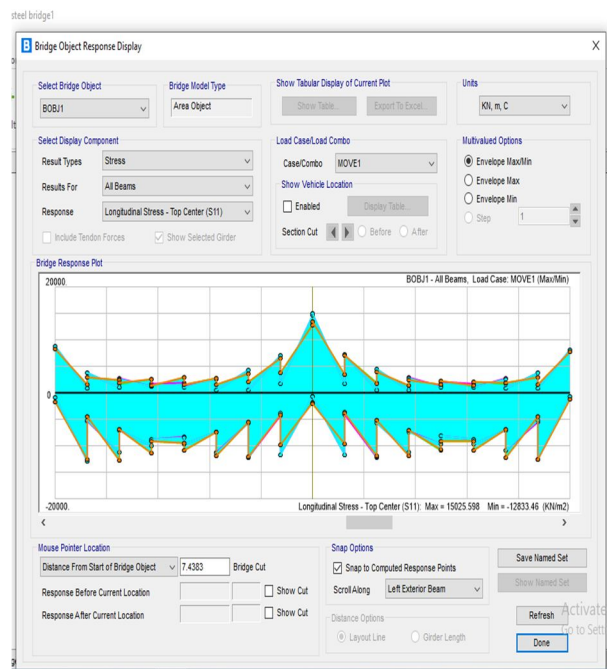 steel bridge1
B Bridge Object Response Display X
Select Bridge Object
BOBJ1
Bridge Model Type
Area Object
Show Tabular Display of Current Plot
Show Table...
Export To Excel...
Units
KN, m, C
Select Display Component
Result Types Stress
Results For All Beams
Response Longitudinal Stress - Top Center (S11)
Include Tendon Forces
Show Selected Girder
Load Case/Load Combo
Case/Combo MOVE1
Show Vehicle Location
Enabled
Display Table...
Section Cut
Before
After
Multivalued Options
Envelope Max/Min
Envelope Max
Envelope Min
Step 1
Bridge Response Plot
20000.
BOBJ1 - All Beams, Load Case: MOVE1 (Max/Min)
0
-20000.
Longitudinal Stress - Top Center (S11): Max = 15025.598 Min = -12833.46 (KN/m2)
Mouse Pointer Location
Distance From Start of Bridge Object 7.4383 Bridge Cut
Response Before Current Location Show Cut
Response After Current Location Show Cut
Snap Options
Snap to Computed Response Points
Scroll Along Left Exterior Beam
Distance Options
Layout Line
Girder Length
Save Named Set
Show Named Set
Refresh
Done
Activate
Go to Sett